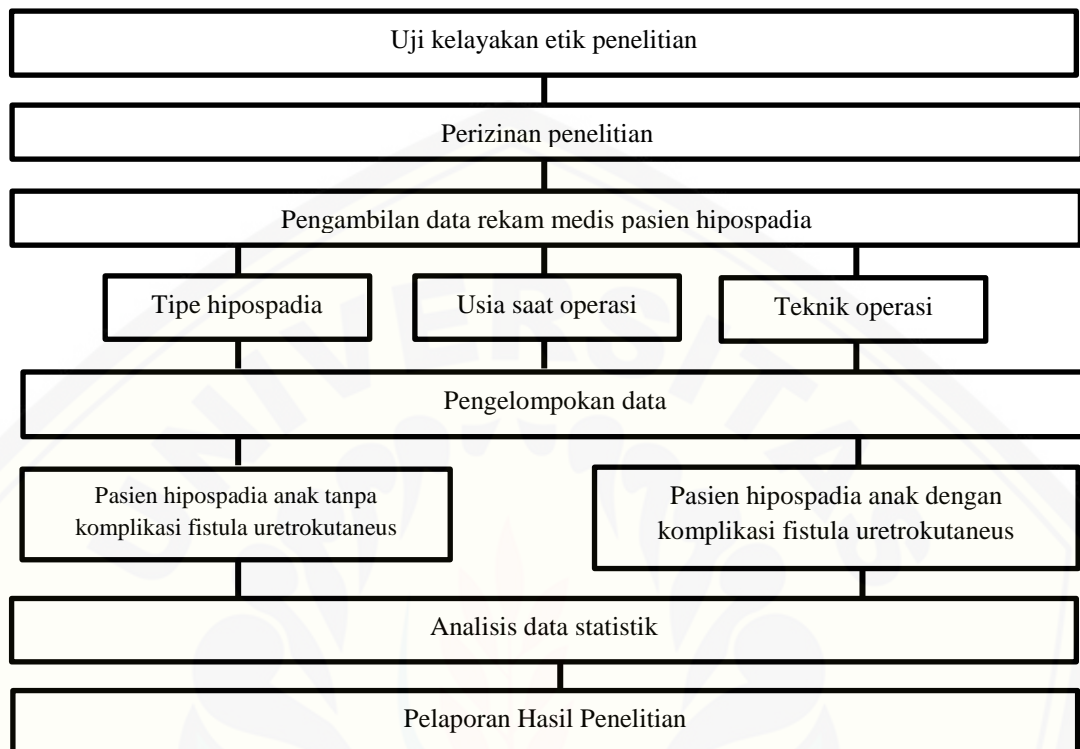 Uji kelayakan etik penelitian
Perizinan penelitian
Pengambilan data rekam medis pasien hipospadia
Tipe hipospadia
Usia saat operasi
Teknik operasi
Pengelompokan data
Pasien hipospadia anak tanpa
komplikasi fistula uretrokutaneus
Pasien hipospadia anak dengan
komplikasi fistula uretrokutaneus
Analisis data statistik
Pelaporan Hasil Penelitian
UNIVERSITAS